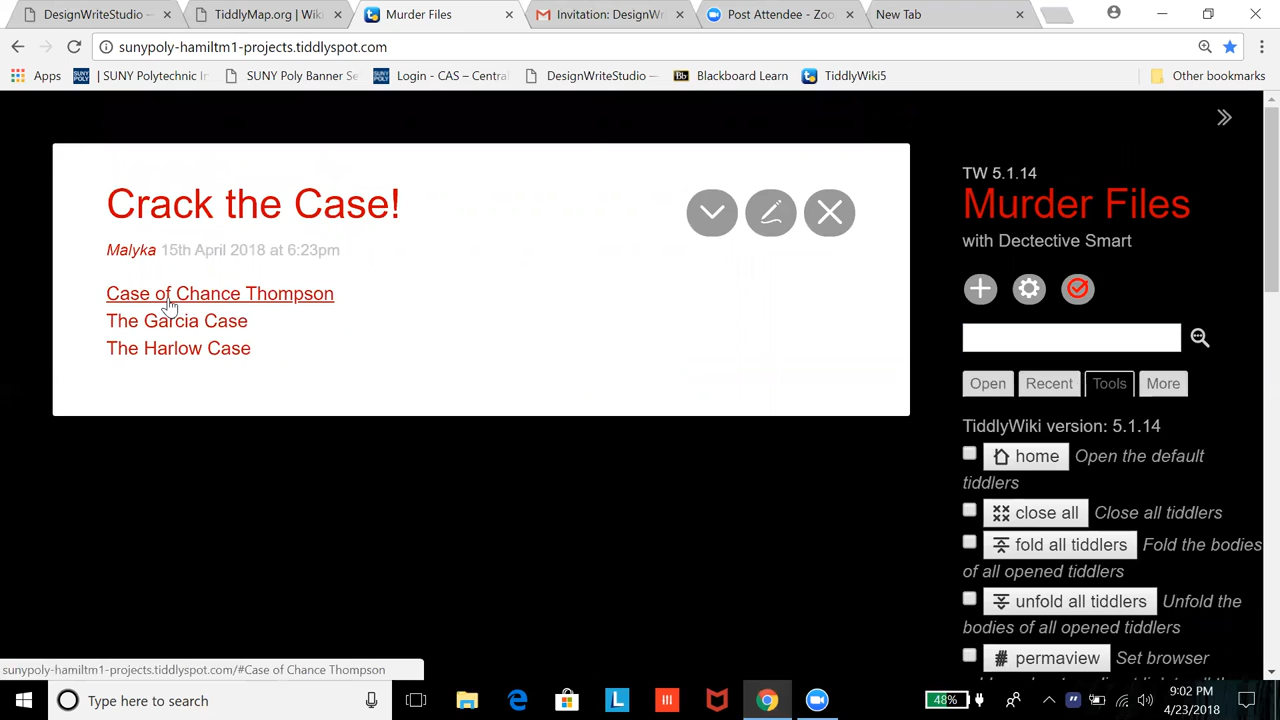 DesignWriteStudio –
TiddlyMap.org | Wiki
Murder Files
Invitation: DesignWr
Post Attendee - Zoo
New Tab
sunypoly-hamiltm1-projects.tiddlyspot.com
Apps
| SUNY Polytechnic In
SUNY Poly Banner Se
Login - CAS – Central
DesignWriteStudio –
Blackboard Learn
TiddlyWiki5
Other bookmarks
Crack the Case!
Malyka 15th April 2018 at 6:23pm
Case of Chance Thompson
The Garcia Case
The Harlow Case
TW 5.1.14
Murder Files
with Dectective Smart
Open
Recent
Tools
More
TiddlyWiki version: 5.1.14
home Open the default
tiddlers
close all Close all tiddlers
fold all tiddlers Fold the bodies
of all opened tiddlers
unfold all tiddlers Unfold the
bodies of all opened tiddlers
# permaview Set browser
sunypoly-hamiltm1-projects.tiddlyspot.com/#Case of Chance Thompson
Type here to search
48%
9:02 PM
4/23/2018